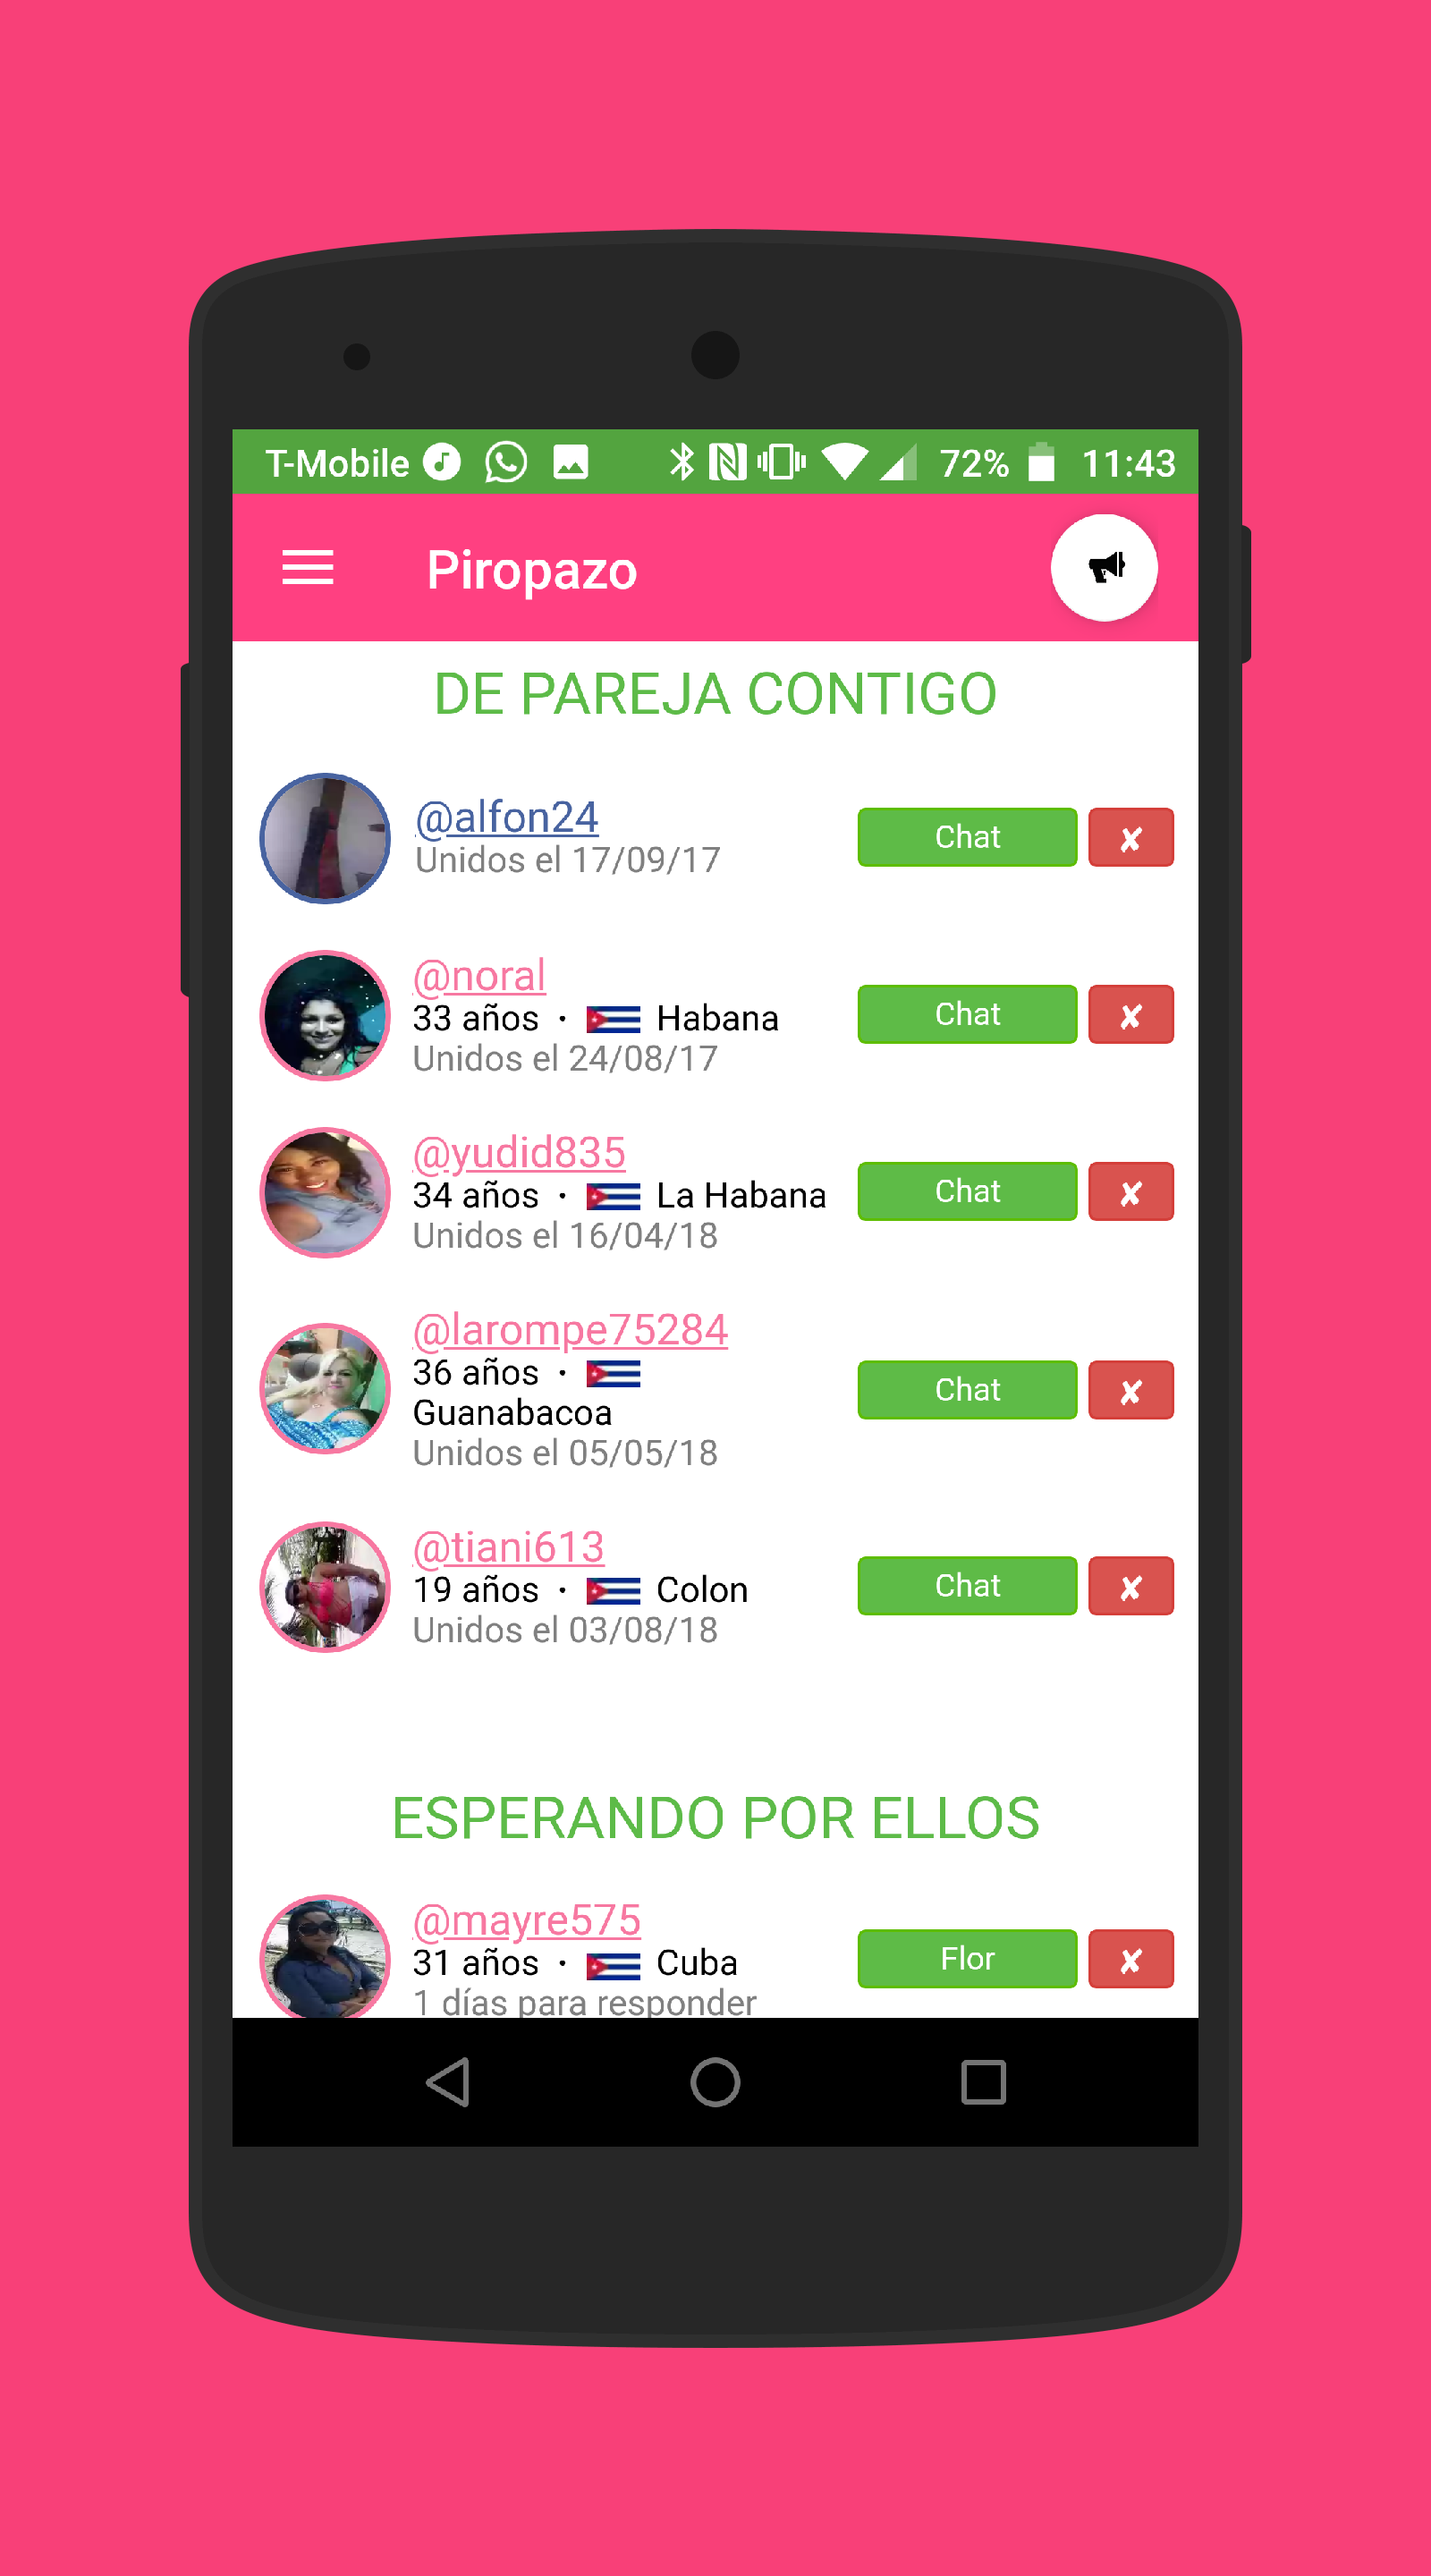 T-Mobile 72% 11:43
Piropazo
DE PAREJA CONTIGO
@alfon24
Unidos el 17/09/17
Chat ✘
@noral
33 años · Habana
Unidos el 24/08/17
Chat ✘
@yudid835
34 años · La Habana
Unidos el 16/04/18
Chat ✘
@larompe75284
36 años ·
Guanabacoa
Unidos el 05/05/18
Chat ✘
@tiani613
19 años · Colon
Unidos el 03/08/18
Chat ✘
ESPERANDO POR ELLOS
@mayre575
31 años · Cuba
1 días para responder
Flor ✘